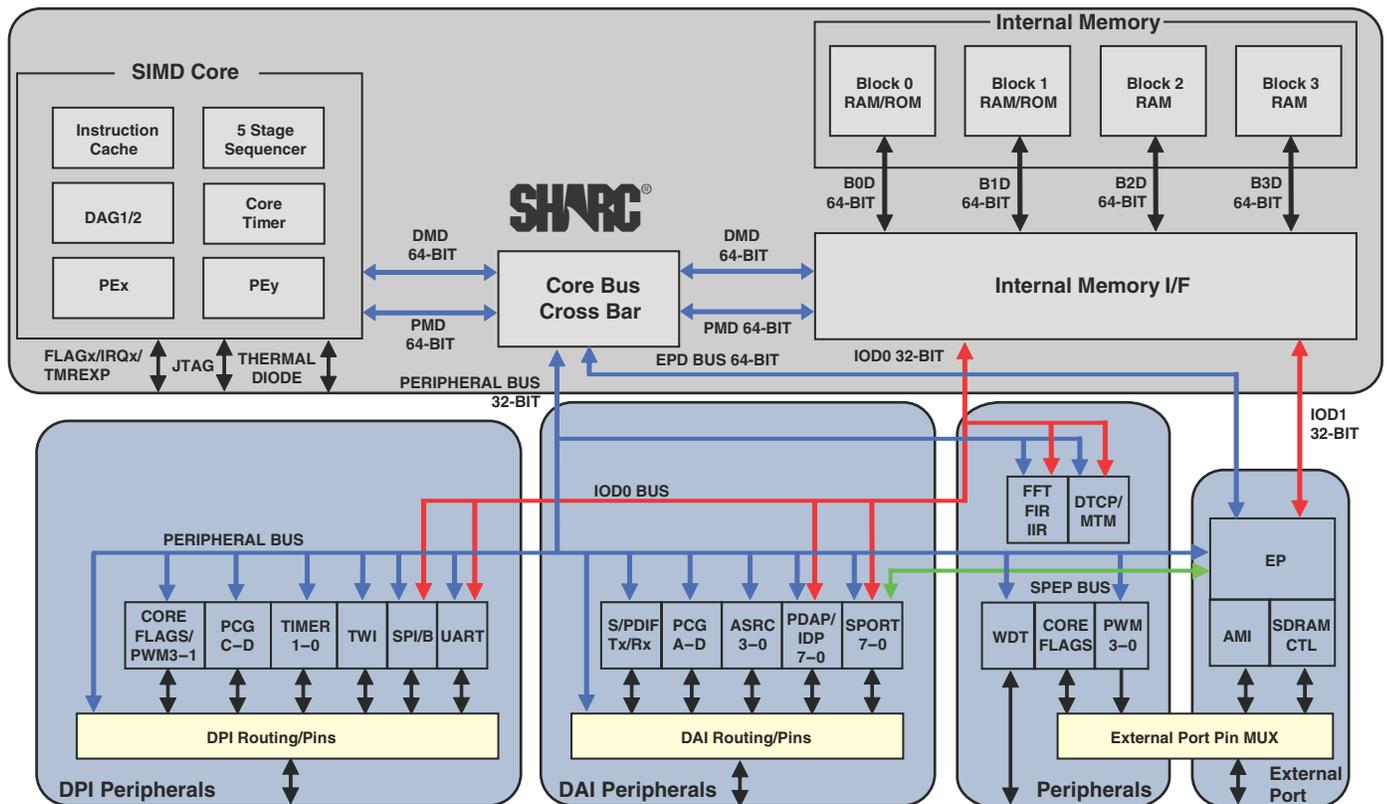 Internal Memory
SIMD Core
Block 0
RAM/ROM
Block 1
RAM/ROM
Block 2
RAM
Block 3
RAM
Instruction
Cache
5 Stage
Sequencer
DAG1/2
Core
Timer
PEx
PEy
B0D
64-BIT
B1D
64-BIT
B2D
64-BIT
B3D
64-BIT
SHARC®
DMD
64-BIT
DMD
64-BIT
Core Bus
Cross Bar
Internal Memory I/F
PMD
64-BIT
PMD 64-BIT
FLAGx/IRQx/
TMREXP
JTAG
THERMAL
DIODE
EPD BUS 64-BIT
IOD0 32-BIT
PERIPHERAL BUS
32-BIT
IOD1
32-BIT
IOD0 BUS
FFT
FIR
IIR
DTCP/
MTM
PERIPHERAL BUS
EP
SPEP BUS
CORE
FLAGS/
PWM3–1
PCG
C–D
TIMER
1–0
TWI
SPI/B
UART
S/PDIF
Tx/Rx
PCG
A–D
ASRC
3–0
PDAP/
IDP
7–0
SPORT
7–0
WDT
CORE
FLAGS
PWM
3–0
AMI
SDRAM
CTL
DPI Routing/Pins
DAI Routing/Pins
External Port Pin MUX
DPI Peripherals
DAI Peripherals
Peripherals
External
Port